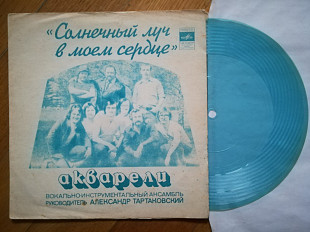 «Солнечный луч
в моем сердце»
акварели
ВОКАЛЬНО-ИНСТРУМЕНТАЛЬНЫЙ АНСАМБЛЬ
РУКОВОДИТЕЛЬ АЛЕКСАНДР ТАРТАКОВСКИЙ